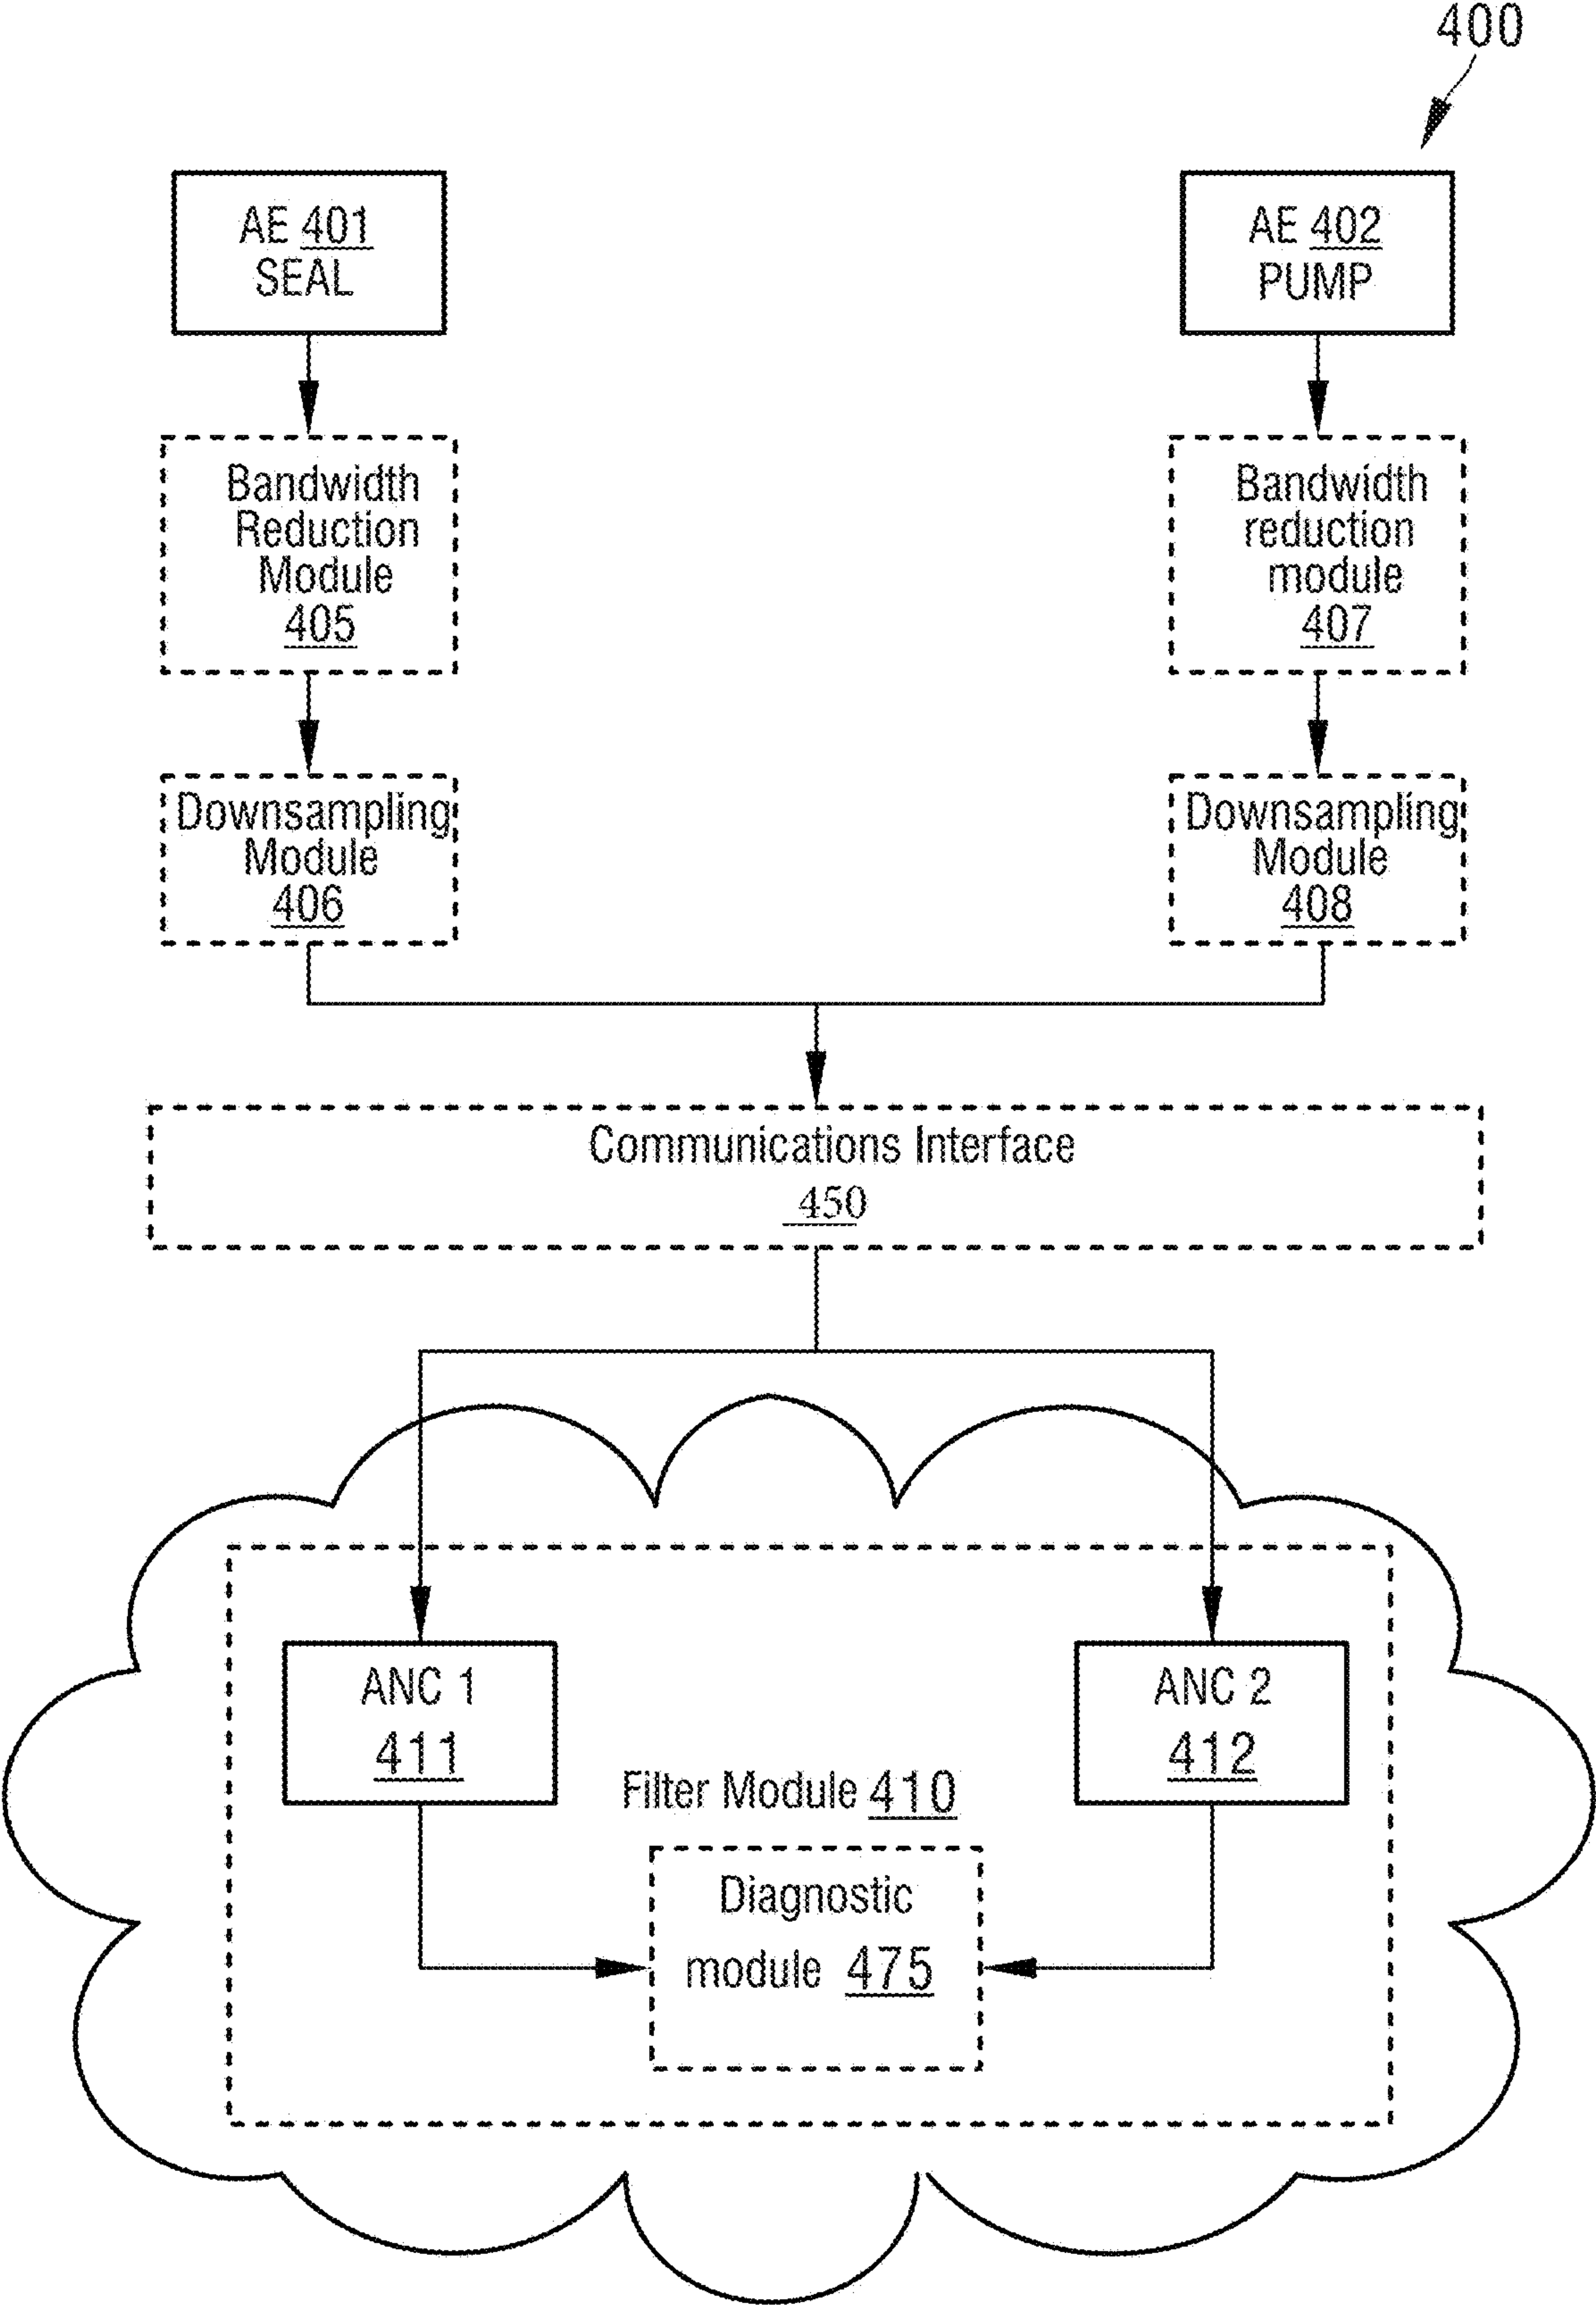 400
AE 401
SEAL
AE 402
PUMP
Bandwidth
Reduction
Module
405
Bandwidth
reduction
module
407
Downsampling
Module
406
Downsampling
Module
408
Communications Interface
450
ANC 1
411
ANC 2
412
Filter Module 410
Diagnostic
module 475